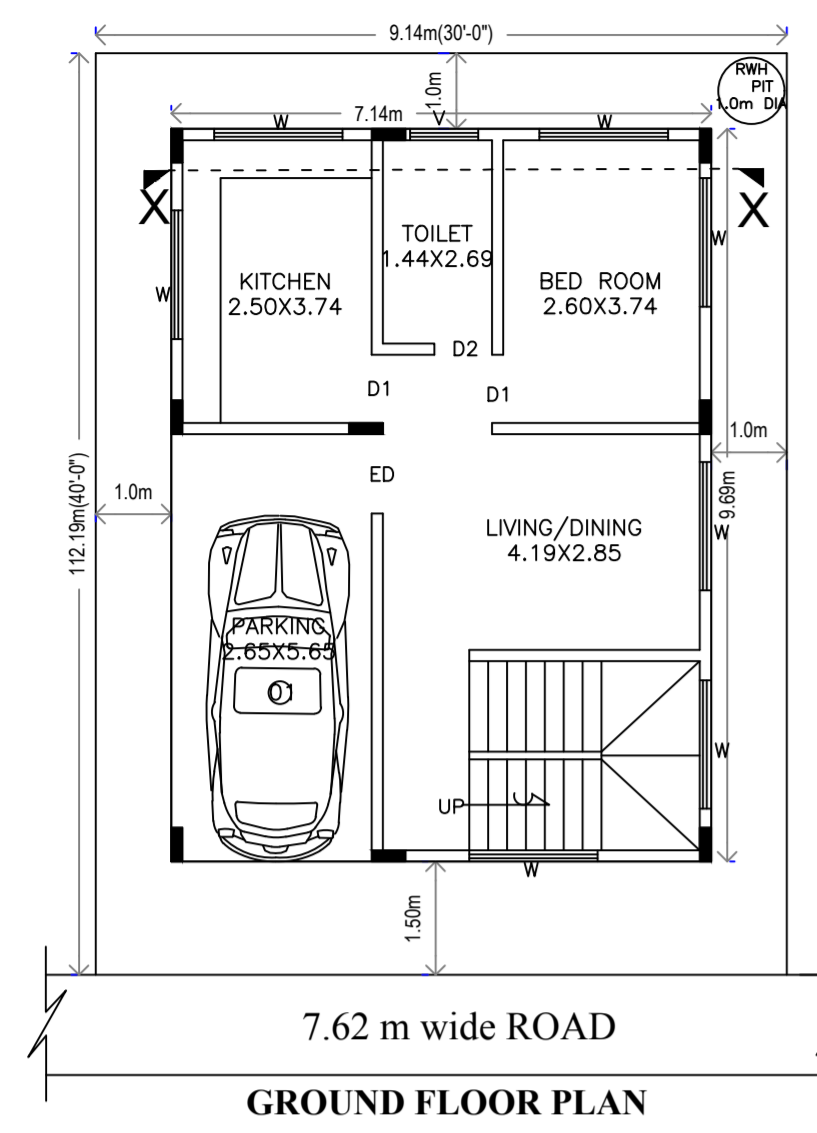 9.14m(30'-0")
RWH
PIT
1.0m DIA
1.0m
7.14m
W
V
W
X
X
TOILET
1.44X2.69
W
KITCHEN
2.50X3.74
BED ROOM
2.60X3.74
W
D2
D1
D1
1.0m
ED
112.19m(40'-0")
1.0m
9.69m
LIVING/DINING
4.19X2.85
W
PARKING
2.65X5.65
01
W
UP
W
1.50m
7.62 m wide ROAD
GROUND FLOOR PLAN